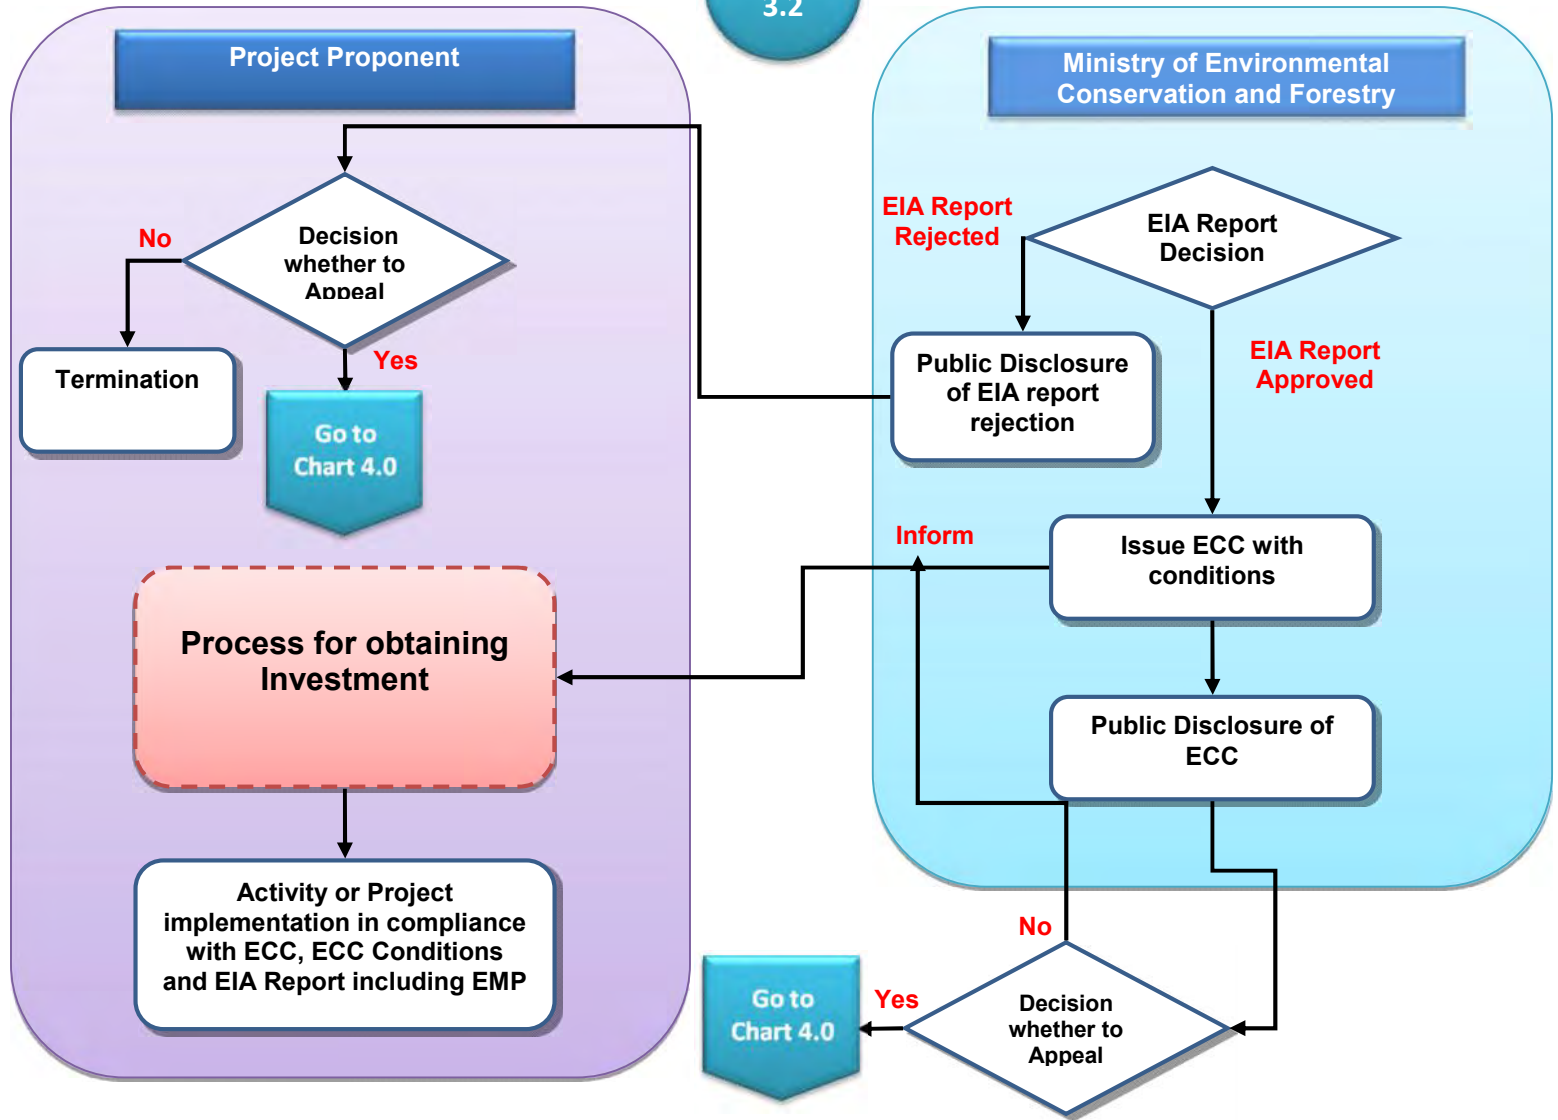 3.2
Project Proponent
Ministry of Environmental
Conservation and Forestry
Decision
whether to
Appeal
No
Yes
Termination
Go to
Chart 4.0
EIA Report
Rejected
EIA Report
Decision
Public Disclosure
of EIA report
rejection
EIA Report
Approved
Inform
Issue ECC with
conditions
Process for obtaining
Investment
Public Disclosure of
ECC
Activity or Project
implementation in compliance
with ECC, ECC Conditions
and EIA Report including EMP
No
Go to
Chart 4.0
Yes
Decision
whether to
Appeal